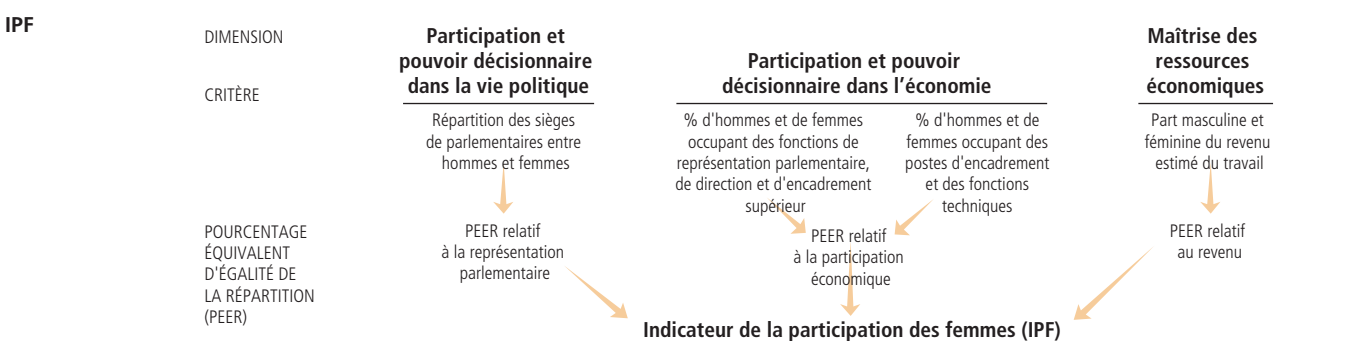 IPF
DIMENSION
Participation et
pouvoir décisionnaire
dans la vie politique
Participation et pouvoir
décisionnaire dans l’économie
Maîtrise des
ressources
économiques
CRITÈRE
Répartition des sièges
de parlementaires entre
hommes et femmes
% d'hommes et de femmes
occupant des fonctions de
représentation parlementaire,
de direction et d'encadrement
supérieur
% d'hommes et de
femmes occupant des
postes d'encadrement
et des fonctions
techniques
Part masculine et
féminine du revenu
estimé du travail
POURCENTAGE
ÉQUIVALENT
D'ÉGALITÉ DE
LA RÉPARTITION
(PEER)
PEER relatif
à la représentation
parlementaire
PEER relatif
à la participation
économique
PEER relatif
au revenu
Indicateur de la participation des femmes (IPF)